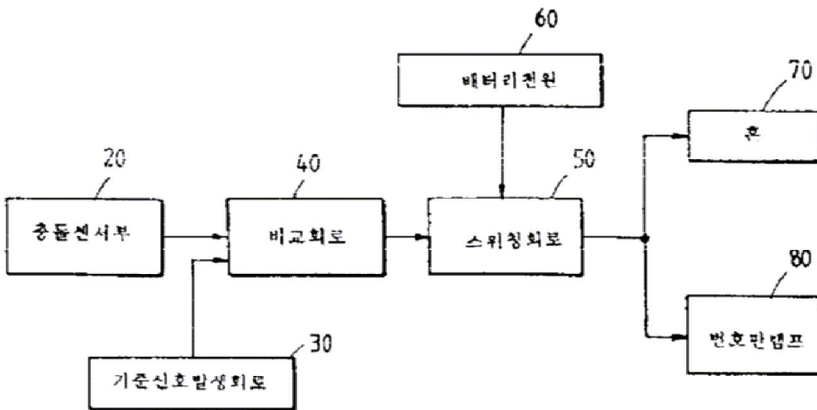 60
배터리전원
70
혼
20
충돌센서부
40
비교회로
50
스위칭회로
80
번호판램프
30
기준신호발생회로